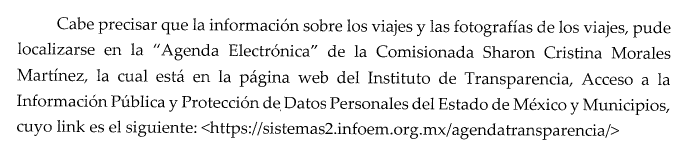 Cabe precisar que la información sobre los viajes y las fotografías de los viajes, pude
localizarse en la “Agenda Electrónica” de la Comisionada Sharon Cristina Morales
Martínez, la cual está en la página web del Instituto de Transparencia, Acceso a la
Información Pública y Protección de Datos Personales del Estado de México y Municipios,
cuyo link es el siguiente: <https://sistemas2.infoem.org.mx/agendatransparencia/>